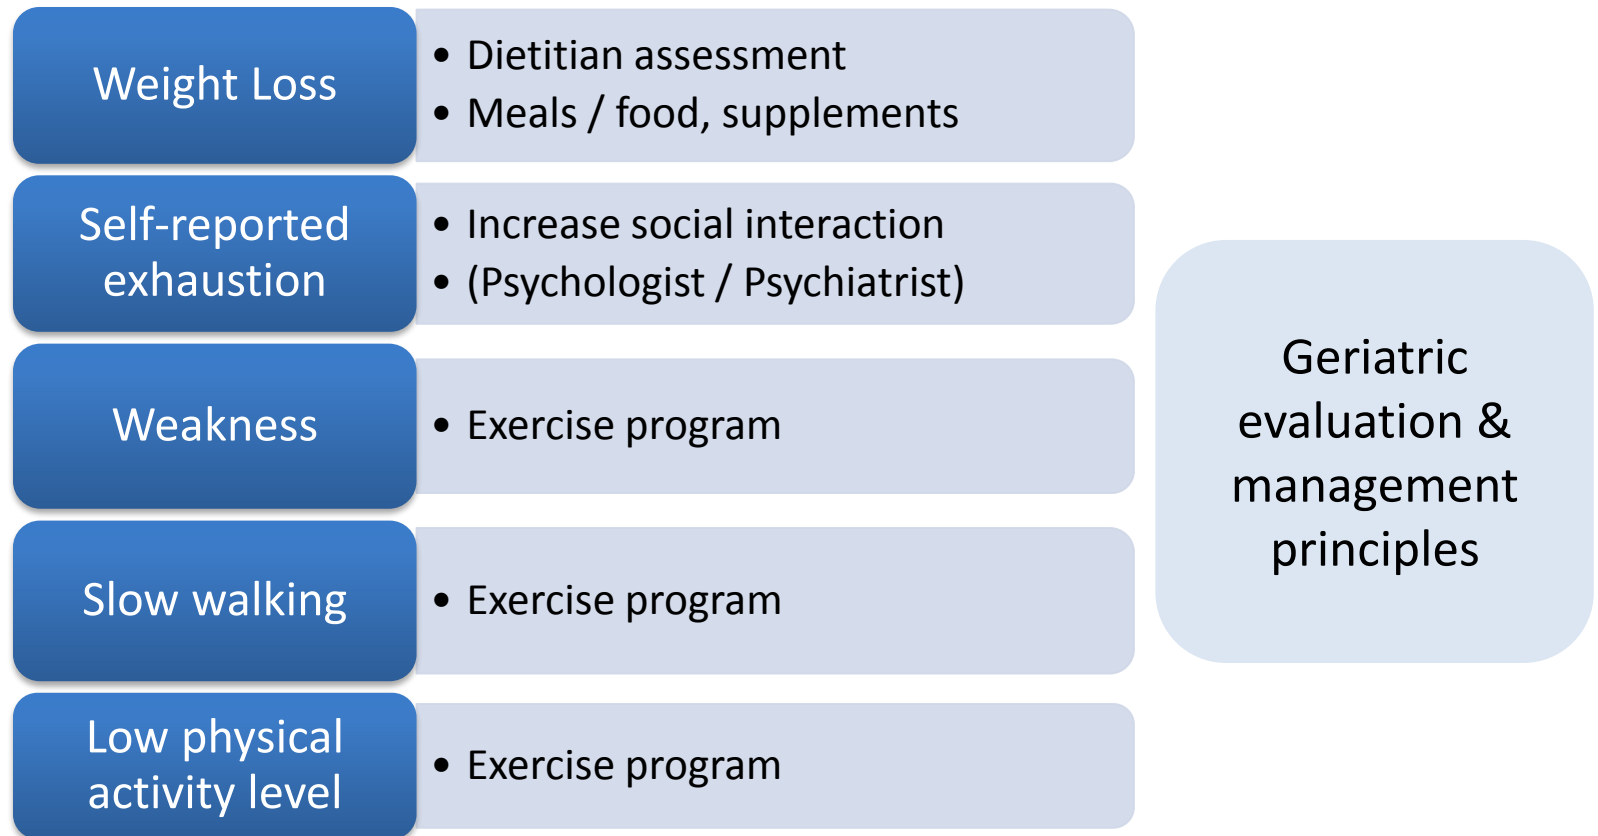 Weight Loss
• Dietitian assessment
• Meals / food, supplements
Self-reported
exhaustion
• Increase social interaction
• (Psychologist / Psychiatrist)
Weakness
• Exercise program
Slow walking
• Exercise program
Low physical
activity level
• Exercise program
Geriatric
evaluation &
management
principles